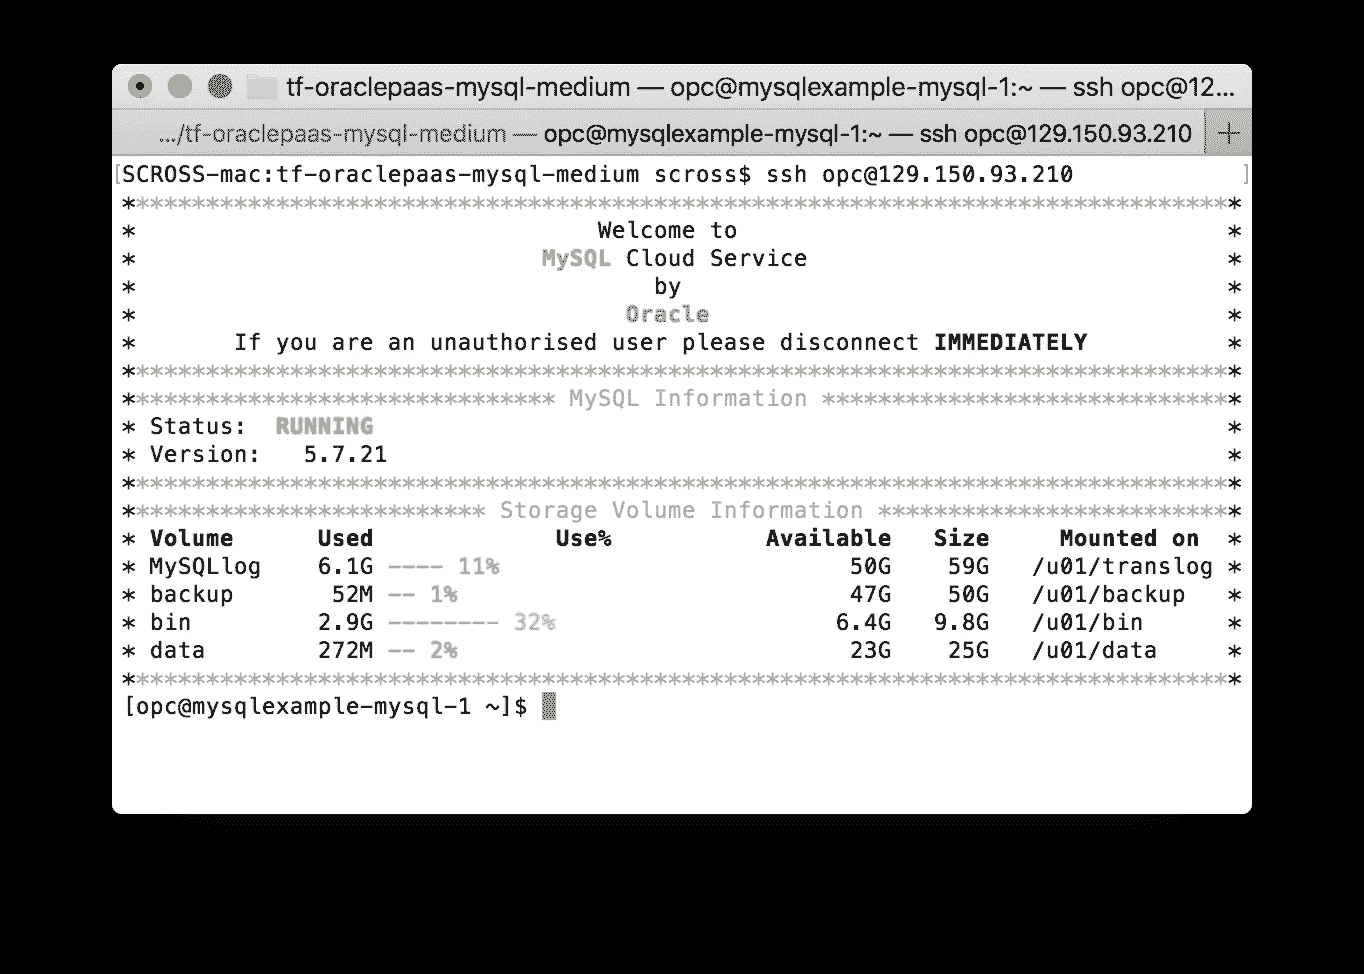 tf-oraclepaas-mysql-medium — opc@mysqlexample-mysql-1:~ — ssh opc@12...
.../tf-oraclepaas-mysql-medium — opc@mysqlexample-mysql-1:~ — ssh opc@129.150.93.210 +
[SCROSS-mac:tf-oraclepaas-mysql-medium scross$ ssh opc@129.150.93.210 ]
*******************************************************************************
* Welcome to *
* MySQL Cloud Service *
* by *
* Oracle *
* If you are an unauthorised user please disconnect IMMEDIATELY *
*******************************************************************************
******************************* MySQL Information ******************************
* Status: RUNNING *
* Version: 5.7.21 *
*******************************************************************************
************************** Storage Volume Information **************************
* Volume Used Use% Available Size Mounted on *
* MySQLlog 6.1G ---- 11% 50G 59G /u01/translog *
* backup 52M -- 1% 47G 50G /u01/backup *
* bin 2.9G -------- 32% 6.4G 9.8G /u01/bin *
* data 272M -- 2% 23G 25G /u01/data *
*******************************************************************************
[opc@mysqlexample-mysql-1 ~]$